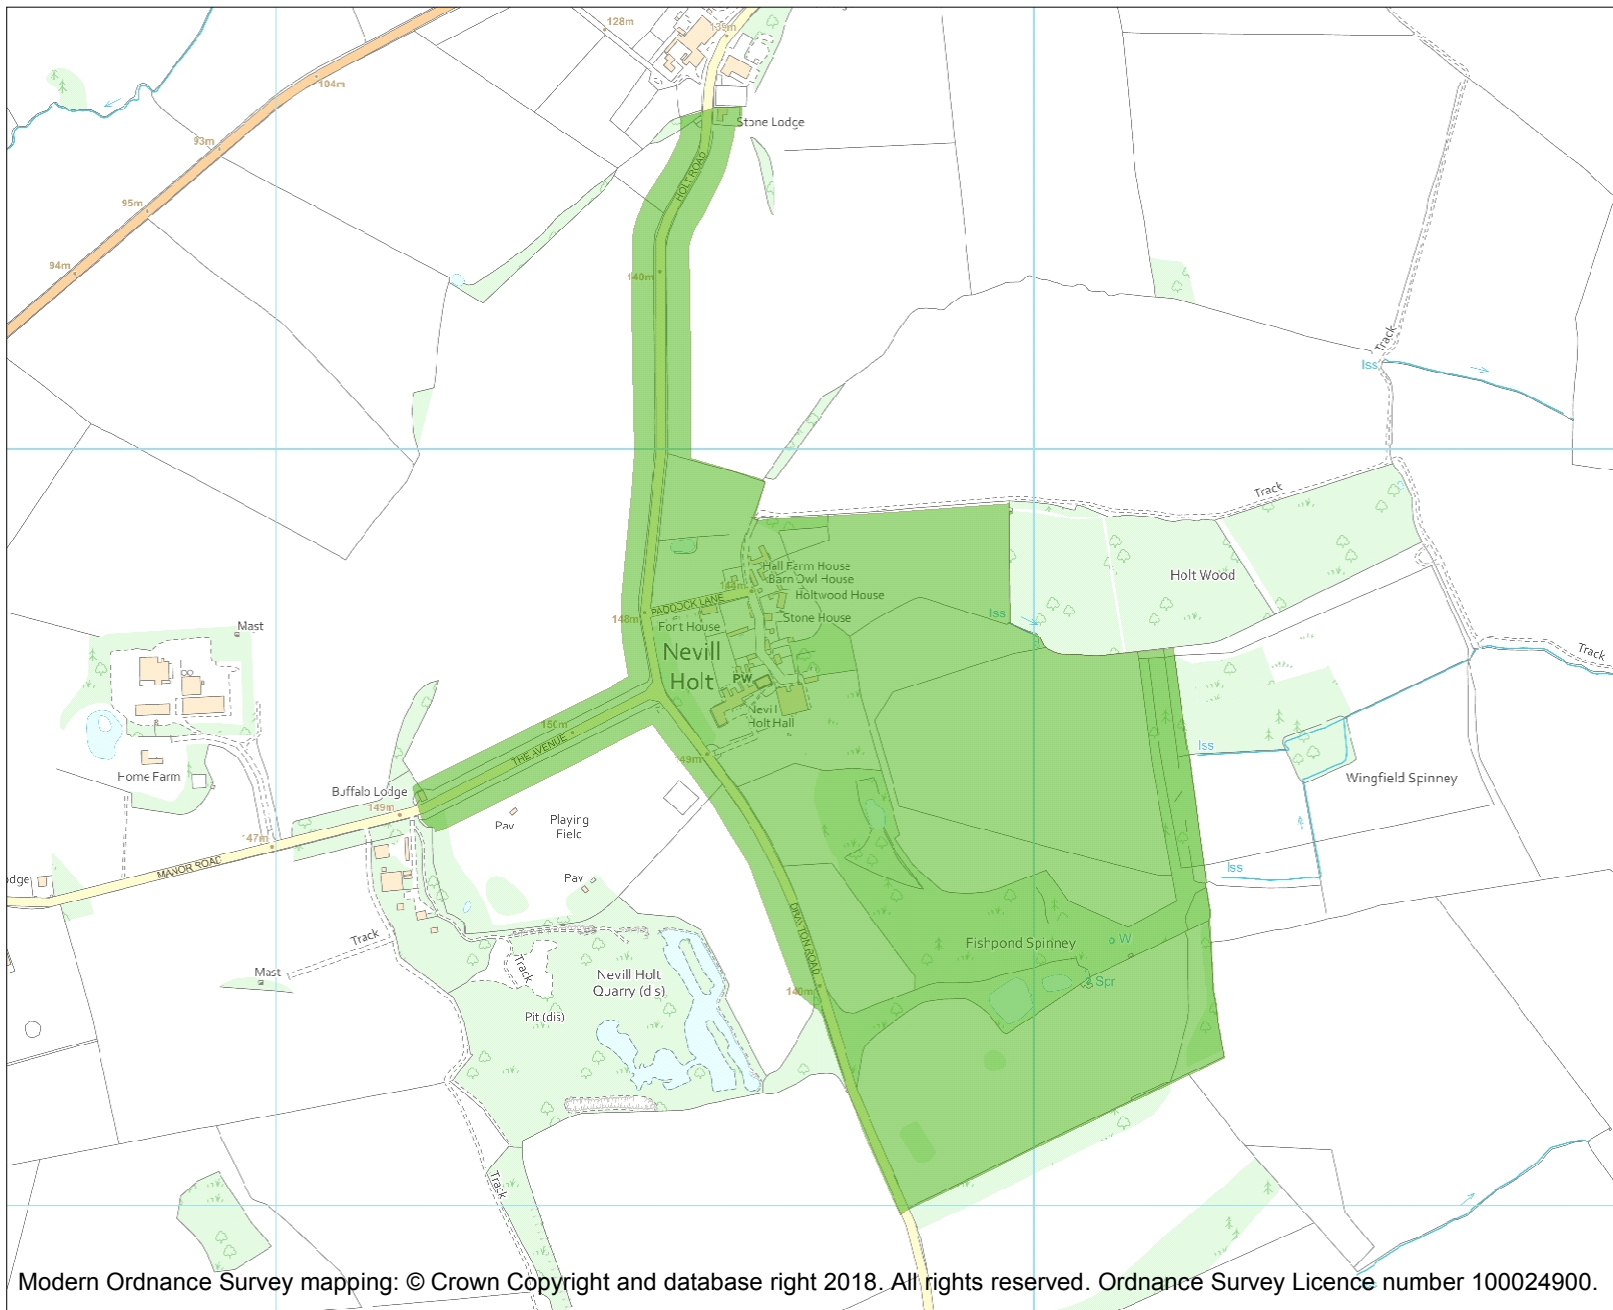 128m
139m
104m
Stone Lodge
93m
HOLT ROAD
95m
94m
140m
Track
Iss
Track
Hall Farm House
Barn Owl House
Holtwood House
PADDOCK LANE
148m
Fort House
Stone House
Iss
Holt Wood
Mast
Nevill
Holt
PW
Track
Nevill
Holt Hall
150m
THE AVENUE
149m
Iss
Home Farm
Buffalo Lodge
149m
Wingfield Spinney
Pav
Playing
Field
147m
MANOR ROAD
Iss
Pav
DRAYTON ROAD
Track
Fishpond Spinney
W
Mast
Track
Nevill Holt
Quarry (dis)
Spr
140m
Pit (dis)
Track
Modern Ordnance Survey mapping: © Crown Copyright and database right 2018. All rights reserved. Ordnance Survey Licence number 100024900.